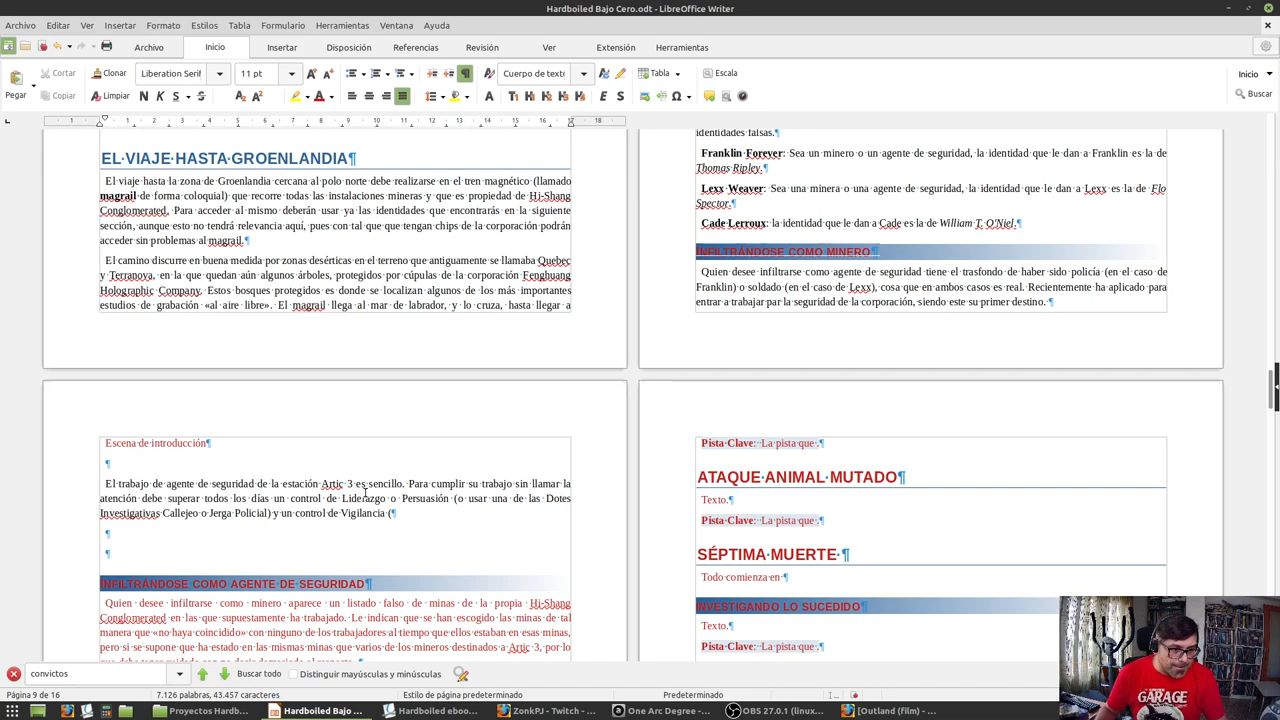 Hardboiled Bajo Cero.odt - LibreOffice Writer
Archivo Editar Ver Insertar Formato Estilos Tabla Formulario Herramientas Ventana Ayuda
Archivo Inicio Insertar Disposición Referencias Revisión Ver Extensión Herramientas
Pegar Cortar Clonar Liberation Serif 11 pt Cuerpo de texto Tabla Escala Inicio
Copiar Limpiar Buscar
EL·VIAJE·HASTA·GROENLANDIA¶
El·viaje·hasta·la·zona·de·Groenlandia·cercana·al·polo·norte·debe·realizarse·en·el·tren·magnético·(llamado
magrail·de·forma·coloquial)·que·recorre·todas·las·instalaciones·mineras·y·que·es·propiedad·de·Hi-Shang
Conglomerated.·Para·acceder·al·mismo·deberán·usar·ya·las·identidades·que·encontrarás·en·la·siguiente
sección,·aunque·esto·no·tendrá·relevancia·aquí,·pues·con·tal·que·que·tengan·chips·de·la·corporación·podrán
acceder·sin·problemas·al·magrail.¶
El·camino·discurre·en·buena·medida·por·zonas·desérticas·en·el·terreno·que·antiguamente·se·llamaba·Quebec
y·Terranova,·en·la·que·quedan·aún·algunos·árboles,·protegidos·por·cúpulas·de·la·corporación·Fenghuang
Holographic·Company.·Estos·bosques·protegidos·es·donde·se·localizan·algunos·de·los·más·importantes
estudios·de·grabación·«al·aire·libre».·El·magrail·llega·al·mar·de·labrador,·y·lo·cruza,·hasta·llegar·a
identidades·falsas.¶
Franklin·Forever:·Sea·un·minero·o·un·agente·de·seguridad,·la·identidad·que·le·dan·a·Franklin·es·la·de
Thomas·Ripley.¶
Lexx·Weaver:·Sea·una·minera·o·una·agente·de·seguridad,·la·identidad·que·le·dan·a·Lexx·es·la·de·Flo
Spector.¶
Cade·Lerroux:·la·identidad·que·le·dan·a·Cade·es·la·de·William·T.·O'Niel.¶
INFILTRÁNDOSE·COMO·MINERO¶
Quien·desee·infiltrarse·como·agente·de·seguridad·tiene·el·trasfondo·de·haber·sido·policía·(en·el·caso·de
Franklin)·o·soldado·(en·el·caso·de·Lexx),·cosa·que·en·ambos·casos·es·real.·Recientemente·ha·aplicado·para
entrar·a·trabajar·par·la·seguridad·de·la·corporación,·siendo·este·su·primer·destino.·¶
Escena·de·introducción¶
¶
El·trabajo·de·agente·de·seguridad·de·la·estación·Artic·3·es·sencillo.·Para·cumplir·su·trabajo·sin·llamar·la
atención·debe·superar·todos·los·días·un·control·de·Liderazgo·o·Persuasión·(o·usar·una·de·las·Dotes
Investigativas·Callejeo·o·Jerga·Policial)·y·un·control·de·Vigilancia·(¶
¶
¶
INFILTRÁNDOSE·COMO·AGENTE·DE·SEGURIDAD¶
Quien·desee·infiltrarse·como·minero·aparece·un·listado·falso·de·minas·de·la·propia·Hi-Shang
Conglomerated·en·las·que·supuestamente·ha·trabajado.·Le·indican·que·se·han·escogido·las·minas·de·tal
manera·que·«no·haya·coincidido»·con·ninguno·de·los·trabajadores·al·tiempo·que·ellos·estaban·en·esas·minas,
pero·si·se·supone·que·ha·estado·en·las·mismas·minas·que·varios·de·los·mineros·destinados·a·Artic·3,·por·lo
Pista·Clave:··La·pista·que·.¶
ATAQUE·ANIMAL·MUTADO¶
Texto.¶
Pista·Clave:··La·pista·que·.¶
SÉPTIMA·MUERTE·¶
Todo·comienza·en·¶
INVESTIGANDO·LO·SUCEDIDO¶
Texto.¶
Pista·Clave:··La·pista·que·.¶
GARAGE
convictos Buscar todo Distinguir mayúsculas y minúsculas
Página 9 de 16 7.126 palabras, 43.457 caracteres Estilo de página predeterminado Predeterminado
Proyectos Hardb... Hardboiled Bajo ... Hardboiled eboo... ZonkPJ - Twitch - ... One Arc Degree -... OBS 27.0.1 (linux... [Outland (film) - ...